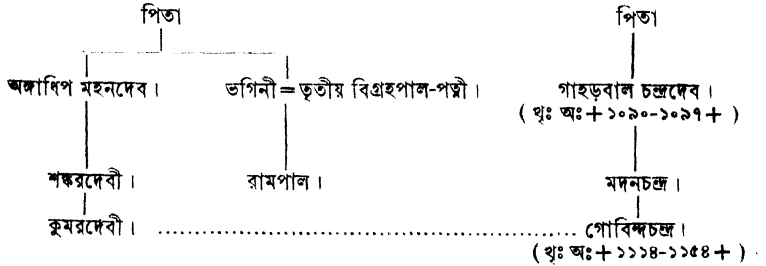 পিতা পিতা
অঙ্গাধিপ মহনদেব। ভগিনী = তৃতীয় বিগ্রহপাল-পত্নী। গাহড়বাল চন্দ্রদেব।
( খৃঃ অঃ + ১০৯০-১০৯৭ + )
শঙ্করদেবী। রামপাল। মদনচন্দ্র।
কুমরদেবী। ........................................ গোবিন্দচন্দ্র।
( খৃঃ অঃ + ১১১৪-১১৫৪ + )